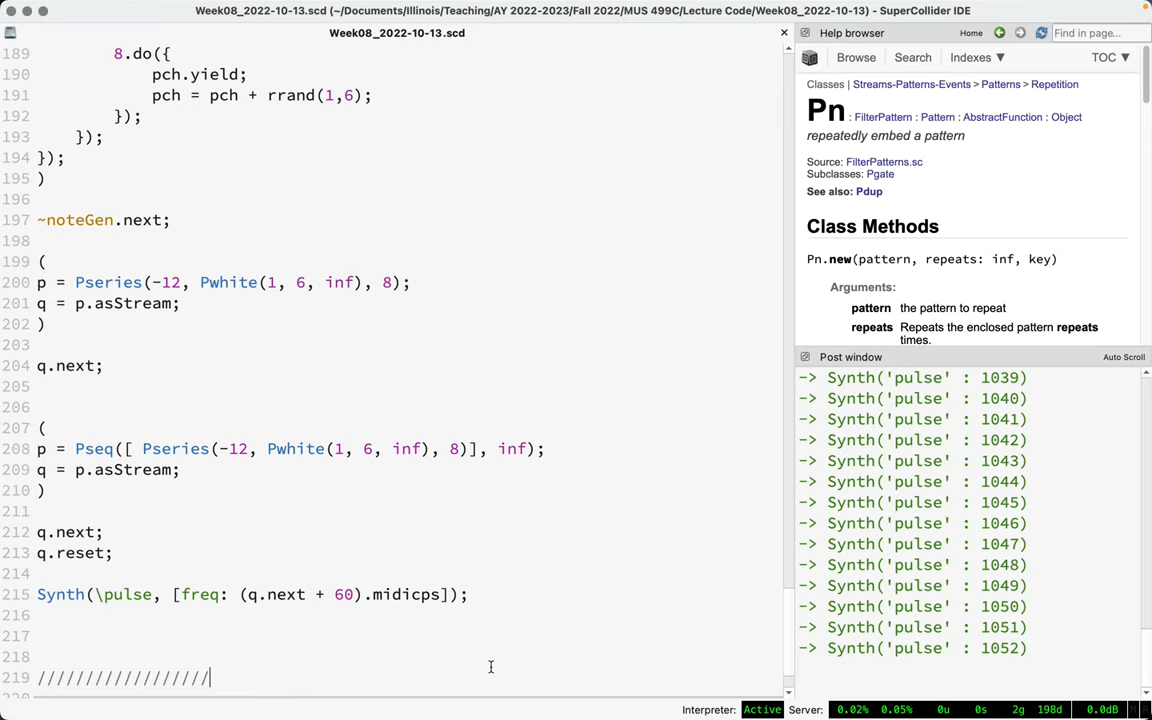 Week08_2022-10-13.scd (~/Documents/Illinois/Teaching/AY 2022-2023/Fall 2022/MUS 499C/Lecture Code/Week08_2022-10-13) - SuperCollider IDE
Week08_2022-10-13.scd
189         8.do({
190             pch.yield;
191             pch = pch + rrand(1,6);
192         });
193     });
194 });
195 )
196
197 ~noteGen.next;
198
199 (
200 p = Pseries(-12, Pwhite(1, 6, inf), 8);
201 q = p.asStream;
202 )
203
204 q.next;
205
206
207 (
208 p = Pseq([ Pseries(-12, Pwhite(1, 6, inf), 8)], inf);
209 q = p.asStream;
210 )
211
212 q.next;
213 q.reset;
214
215 Synth(\pulse, [freq: (q.next + 60).midicps]);
216
217
218
219 //////////////////
220
Help browser
Home
Find in page...
Browse Search Indexes ▼ TOC ▼
Classes | Streams-Patterns-Events > Patterns > Repetition
Pn : FilterPattern : Pattern : AbstractFunction : Object
repeatedly embed a pattern
Source: FilterPatterns.sc
Subclasses: Pgate
See also: Pdup
Class Methods
Pn.new(pattern, repeats: inf, key)
Arguments:
pattern the pattern to repeat
repeats Repeats the enclosed pattern repeats
times.
Post window Auto Scroll
-> Synth('pulse' : 1039)
-> Synth('pulse' : 1040)
-> Synth('pulse' : 1041)
-> Synth('pulse' : 1042)
-> Synth('pulse' : 1043)
-> Synth('pulse' : 1044)
-> Synth('pulse' : 1045)
-> Synth('pulse' : 1046)
-> Synth('pulse' : 1047)
-> Synth('pulse' : 1048)
-> Synth('pulse' : 1049)
-> Synth('pulse' : 1050)
-> Synth('pulse' : 1051)
-> Synth('pulse' : 1052)
Interpreter: Active Server: 0.02% 0.05% 0u 0s 2g 198d 0.0dB M R